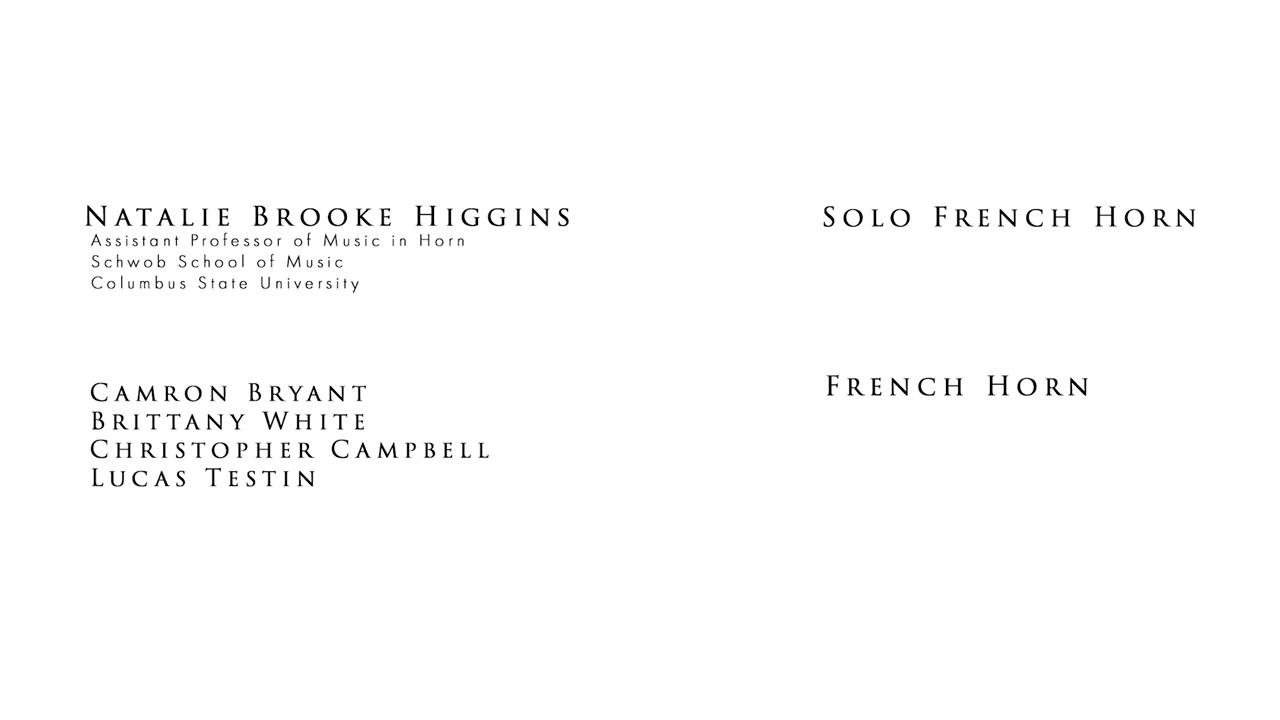 Natalie Brooke Higgins
Solo French Horn
Assistant Professor of Music in Horn
Schwob School of Music
Columbus State University
Camron Bryant
French Horn
Brittany White
Christopher Campbell
Lucas Testin